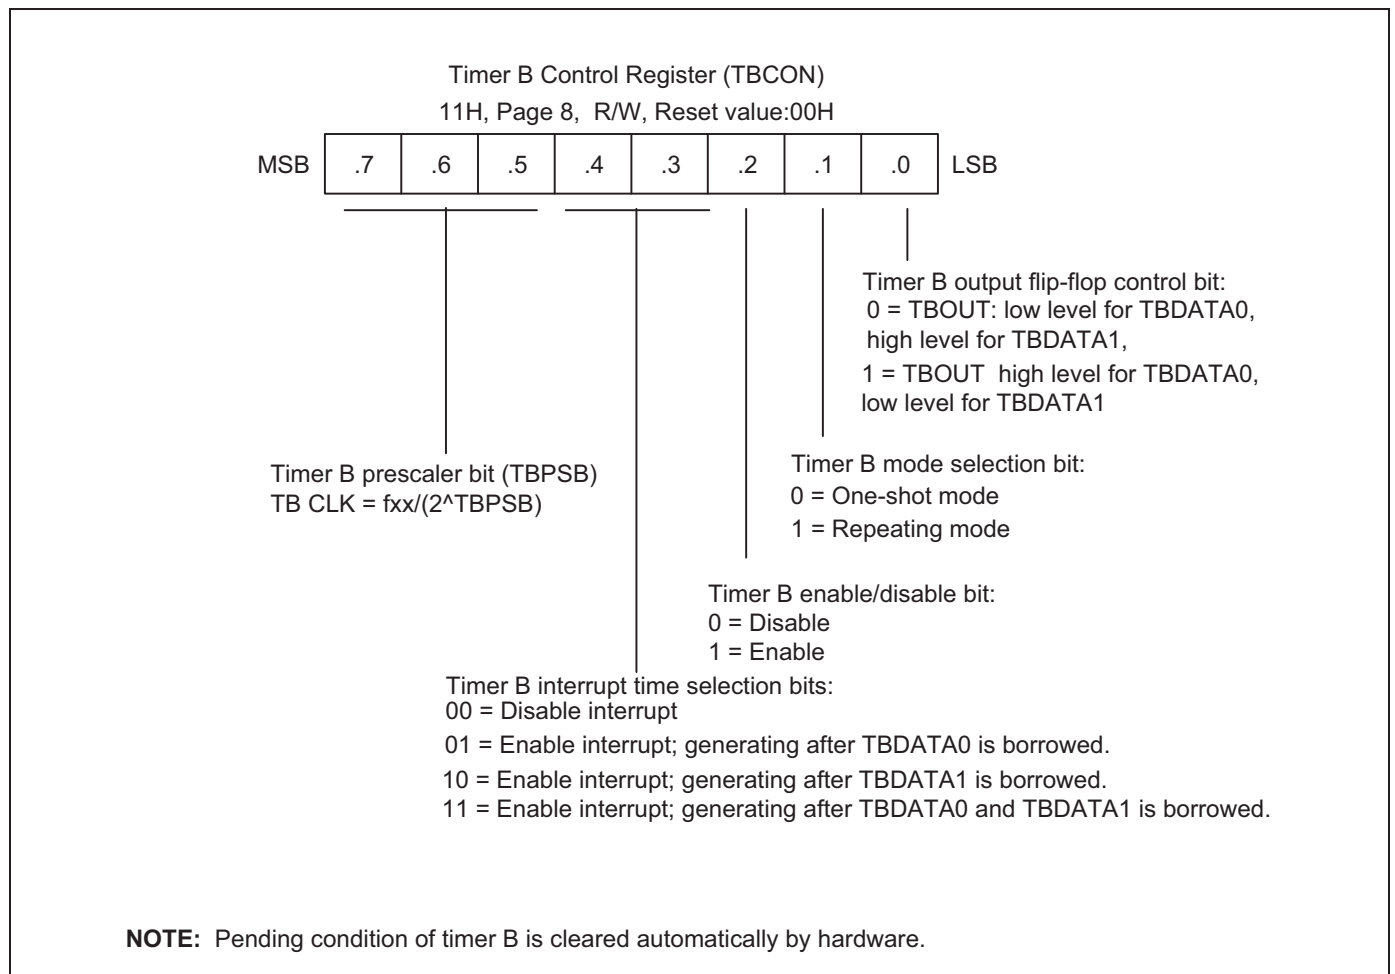 Timer B Control Register (TBCON)
11H, Page 8, R/W, Reset value:00H
MSB .7 .6 .5 .4 .3 .2 .1 .0 LSB
Timer B output flip-flop control bit:
0 = TBOUT: low level for TBDATA0,
high level for TBDATA1,
1 = TBOUT high level for TBDATA0,
low level for TBDATA1
Timer B mode selection bit:
0 = One-shot mode
1 = Repeating mode
Timer B prescaler bit (TBPSB)
TB CLK = fxx/(2^TBPSB)
Timer B enable/disable bit:
0 = Disable
1 = Enable
Timer B interrupt time selection bits:
00 = Disable interrupt
01 = Enable interrupt; generating after TBDATA0 is borrowed.
10 = Enable interrupt; generating after TBDATA1 is borrowed.
11 = Enable interrupt; generating after TBDATA0 and TBDATA1 is borrowed.
NOTE: Pending condition of timer B is cleared automatically by hardware.